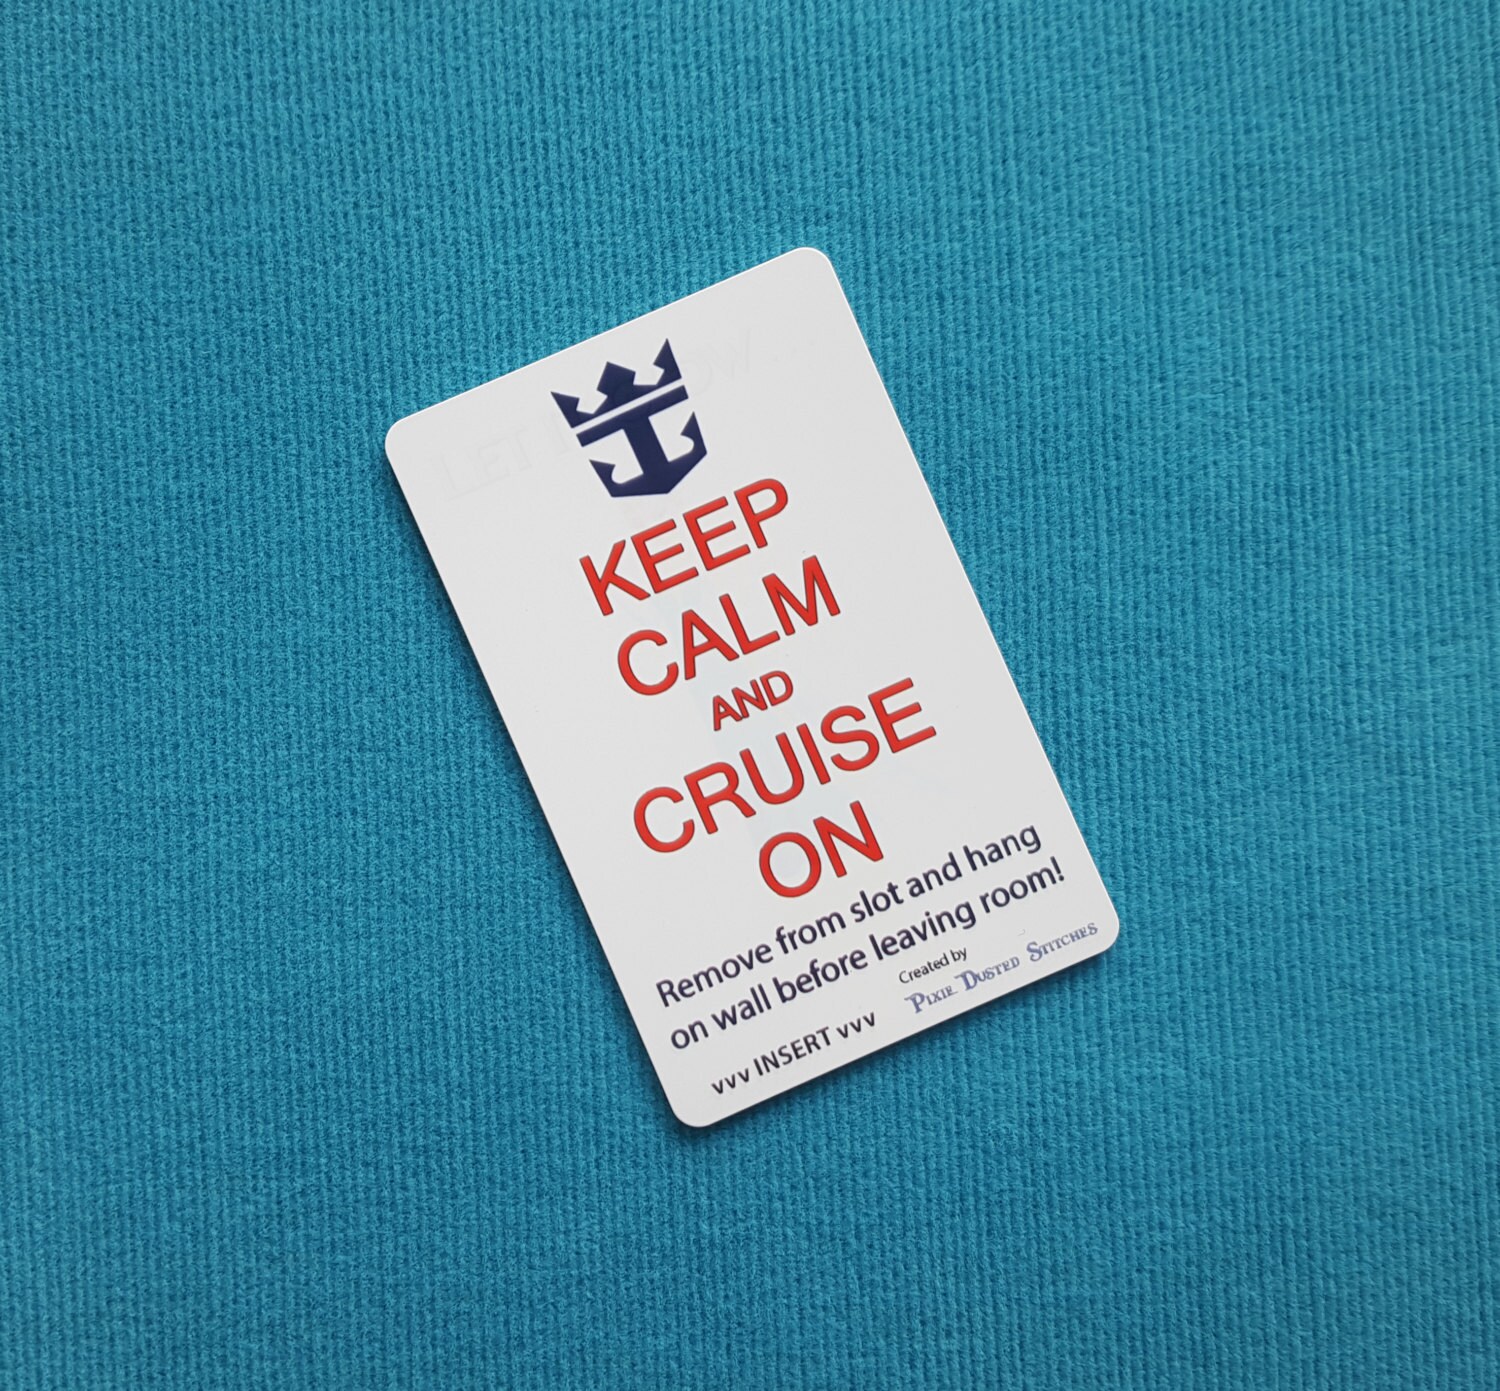 KEEP
CALM
AND
CRUISE
ON
Remove from slot and hang
on wall before leaving room!
Created by
vvv INSERT vvv PIXIE DUSTED STITCHES